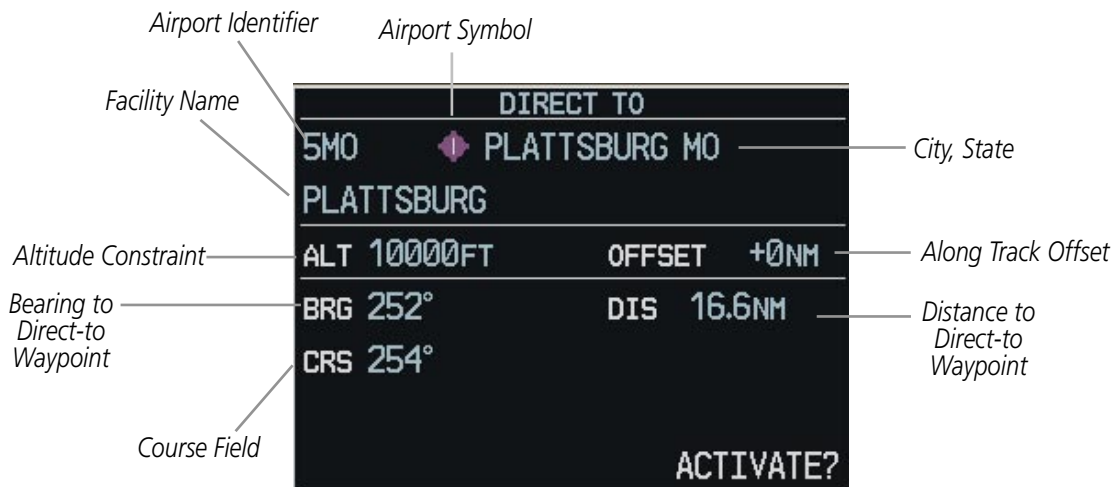 Airport Identifier
Airport Symbol
Facility Name
DIRECT TO
5MO PLATTSBURG MO
City, State
PLATTSBURG
Altitude Constraint
ALT 10000FT OFFSET +0NM
Along Track Offset
Bearing to
Direct-to
Waypoint
BRG 252° DIS 16.6NM
Distance to
Direct-to
Waypoint
CRS 254°
Course Field
ACTIVATE?